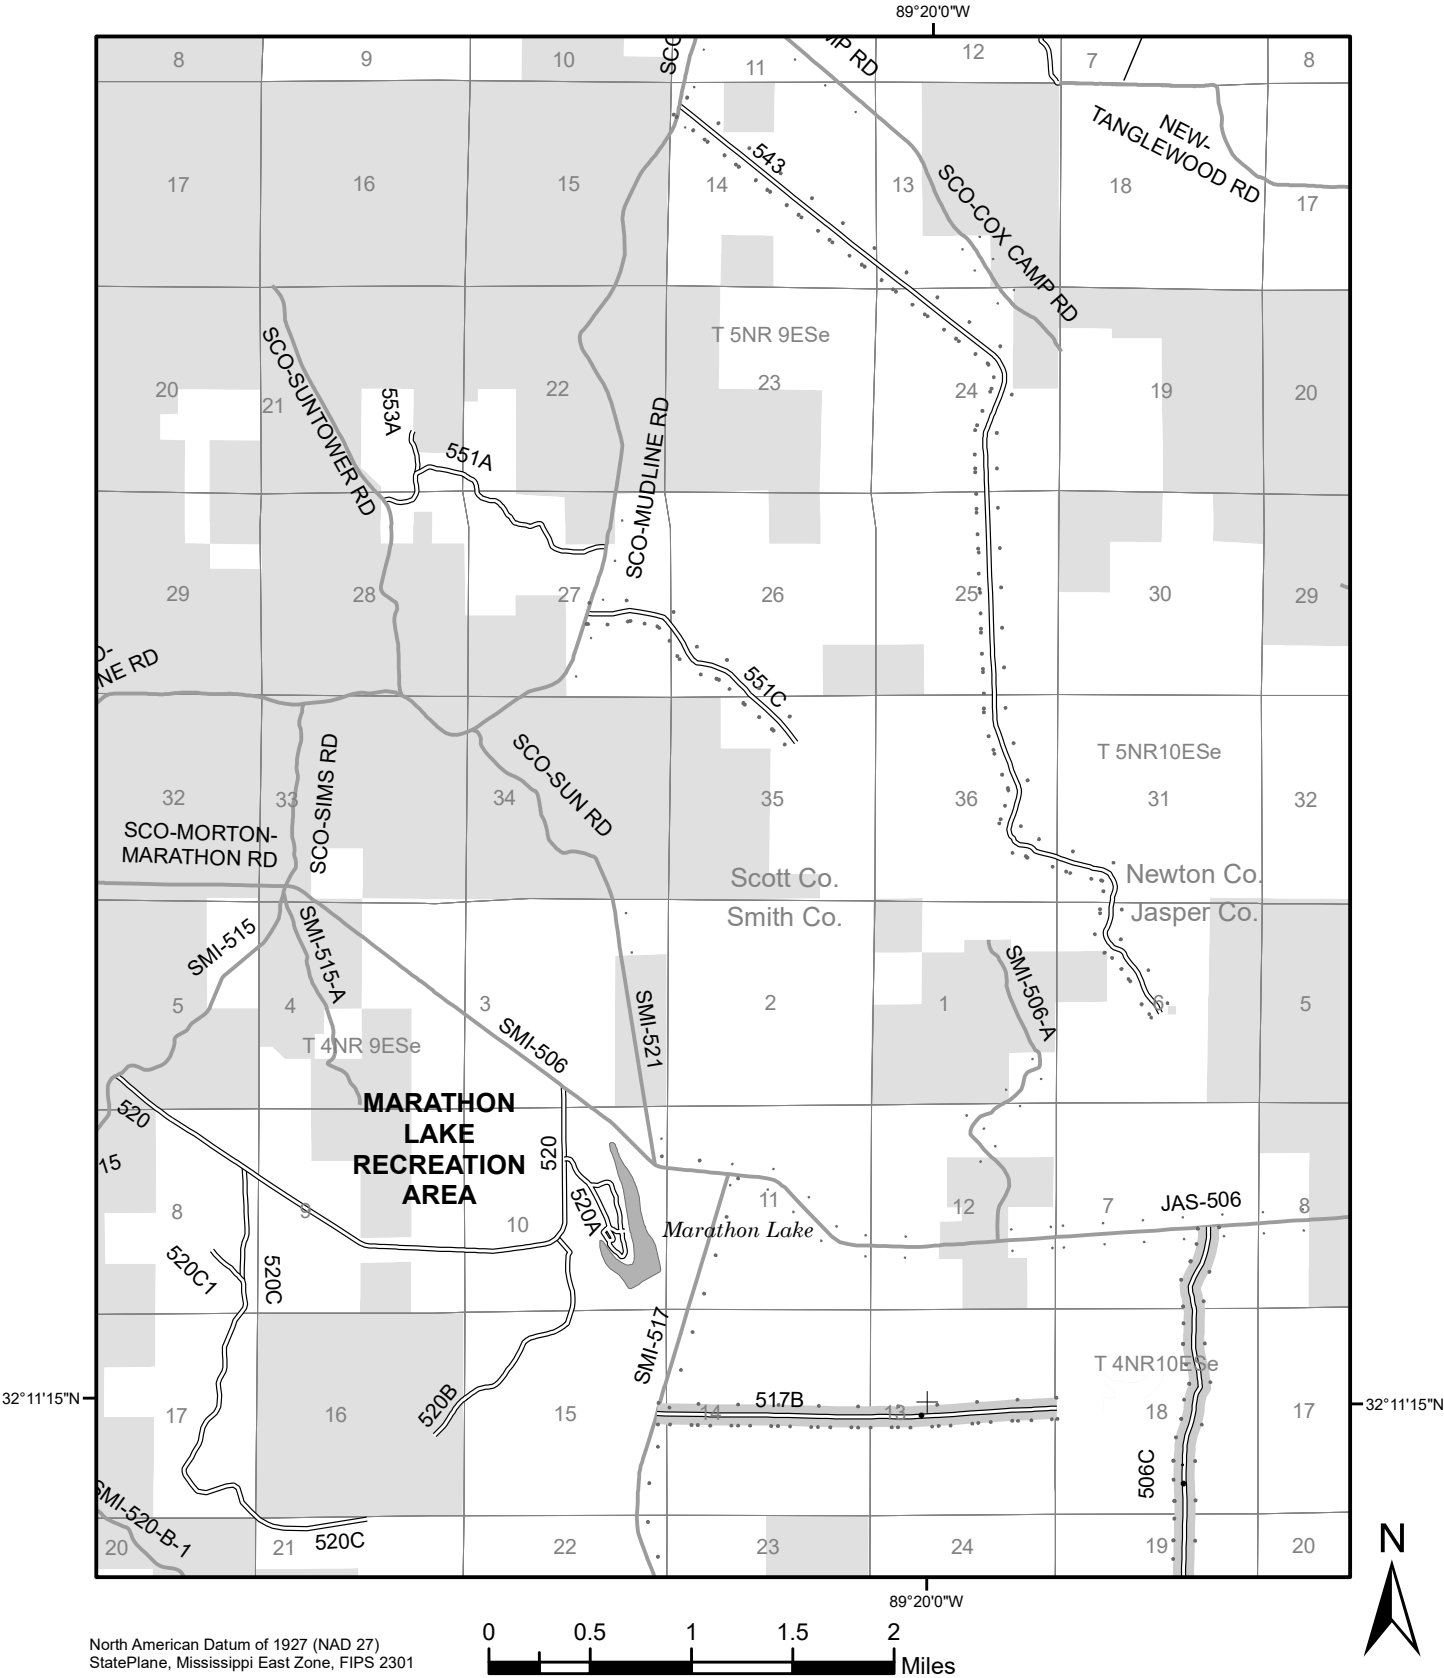 89°20'0"W
8
9
10
SCO
11
MP RD
12
7
8
NEW-
TANGLEWOOD RD
543
17
16
15
14
13
18
17
SCO-COX CAMP RD
T 5NR 9ESe
SCO-SUNTOWER RD
20
21
553A
22
23
24
19
20
551A
SCO-MUDLINE RD
29
28
27
26
25
30
29
O-
NE RD
551C
SCO-SIMS RD
SCO-SUN RD
T 5NR10ESe
32
33
34
35
36
31
32
SCO-MORTON-
MARATHON RD
Scott Co.
Newton Co.
Smith Co.
Jasper Co.
SMI-515
SMI-515-A
SMI-506-A
5
4
3
2
1
6
5
SMI-506
SMI-521
T 4NR 9ESe
520
MARATHON
LAKE
RECREATION
AREA
520
15
520A
8
9
10
11
12
7
8
JAS-506
Marathon Lake
520C1
520C
SMI-517
T 4NR10ESe
32°11'15"N
32°11'15"N
520B
517B
17
16
15
14
13
18
17
506C
SMI-520-B-1
520C
20
21
22
23
24
19
20
N
89°20'0"W
North American Datum of 1927 (NAD 27)
StatePlane, Mississippi East Zone, FIPS 2301
0 0.5 1 1.5 2
Miles